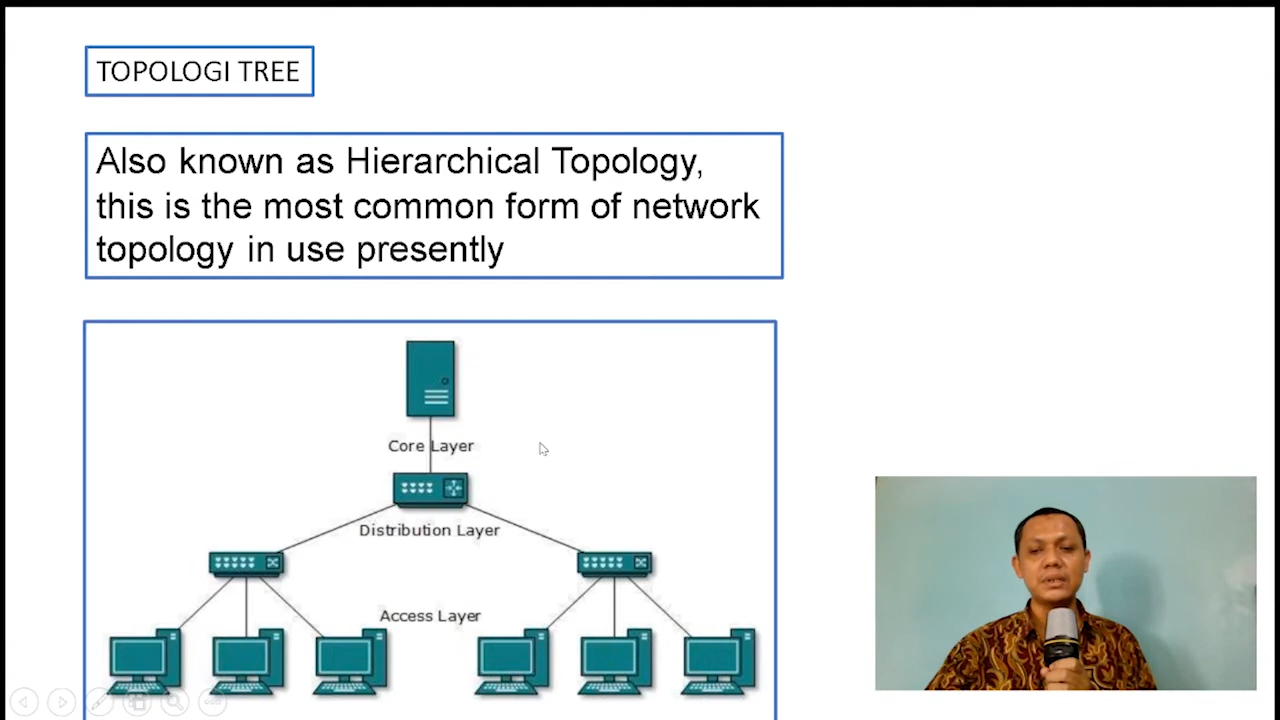 TOPOLOGI TREE
Also known as Hierarchical Topology,
this is the most common form of network
topology in use presently
Core Layer
Distribution Layer
Access Layer